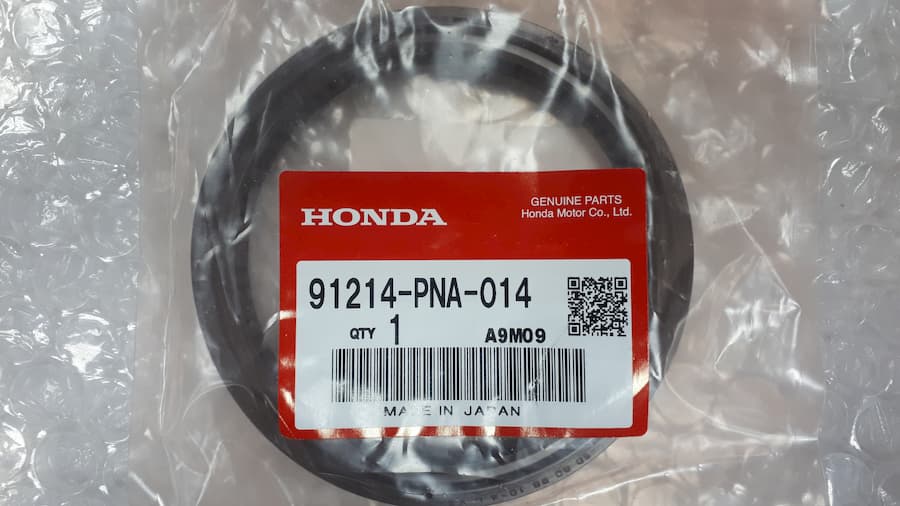 HONDA
GENUINE PARTS
Honda Motor Co., Ltd.
91214-PNA-014
QTY 1
A9M09
MADE IN JAPAN